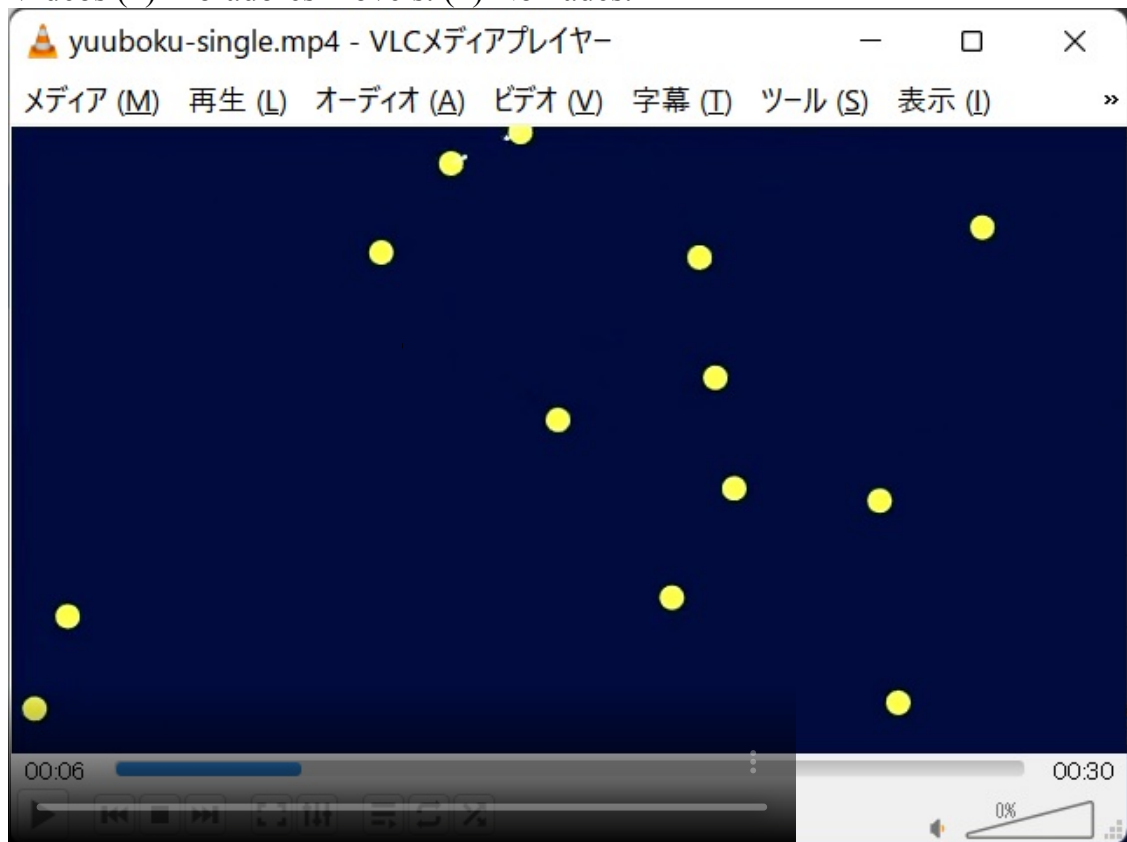 yuuboku-single.mp4 - VLCメディアプレイヤー
メディア (M) 再生 (L) オーディオ (A) ビデオ (V) 字幕 (T) ツール (S) 表示 (I) »
00:06 00:30
0%